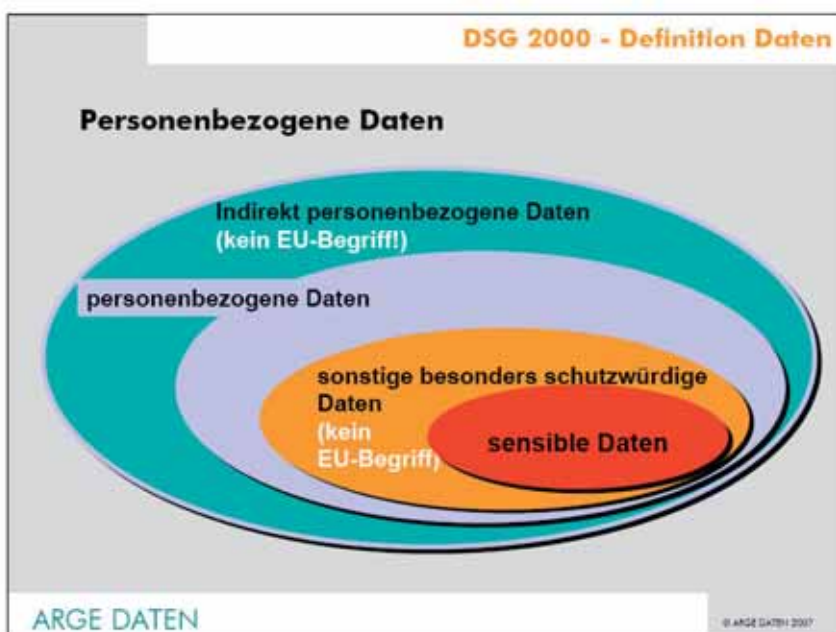 DSG 2000 - Definition Daten
Personenbezogene Daten
Indirekt personenbezogene Daten
(kein EU-Begriff!)
personenbezogene Daten
sonstige besonders schutzwürdige
Daten
(kein
EU-Begriff)
sensible Daten
ARGE DATEN
© ARGE DATEN 2007